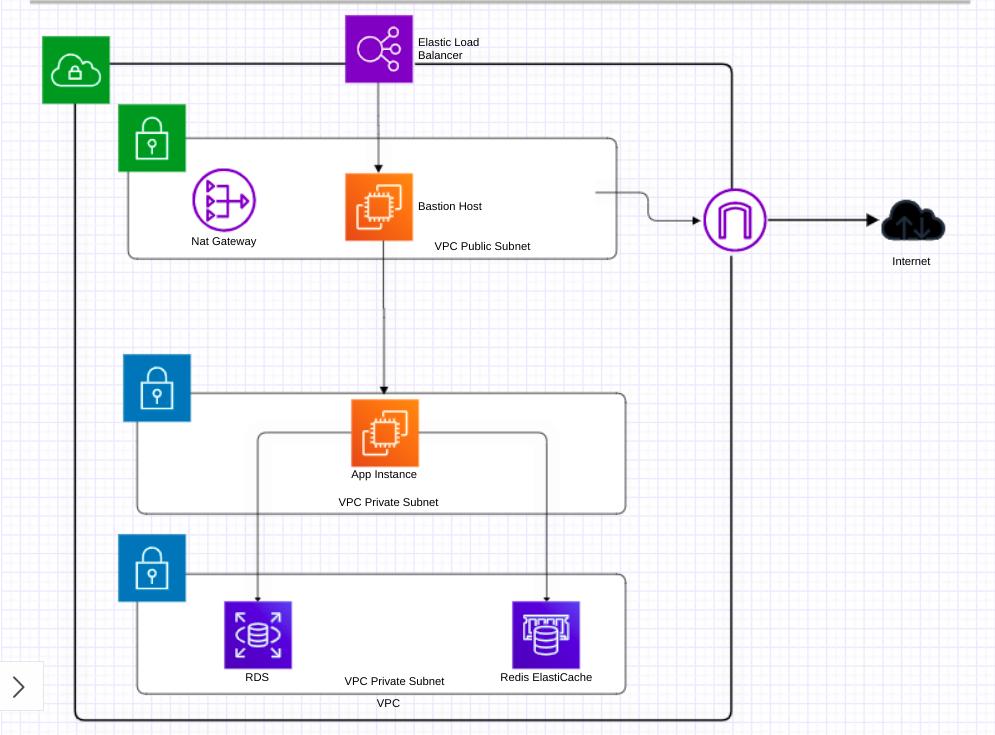 Elastic Load
Balancer
Bastion Host
Nat Gateway
VPC Public Subnet
Internet
App Instance
VPC Private Subnet
RDS
Redis ElastiCache
VPC Private Subnet
VPC